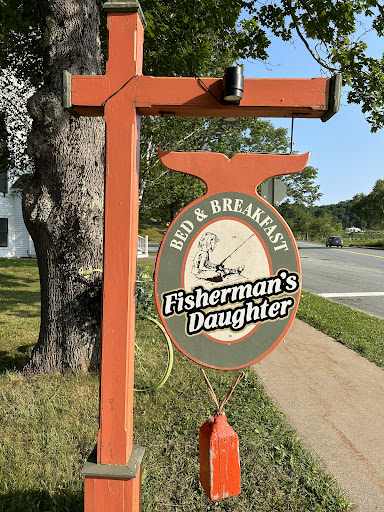 BED & BREAKFAST
Fisherman's
Daughter